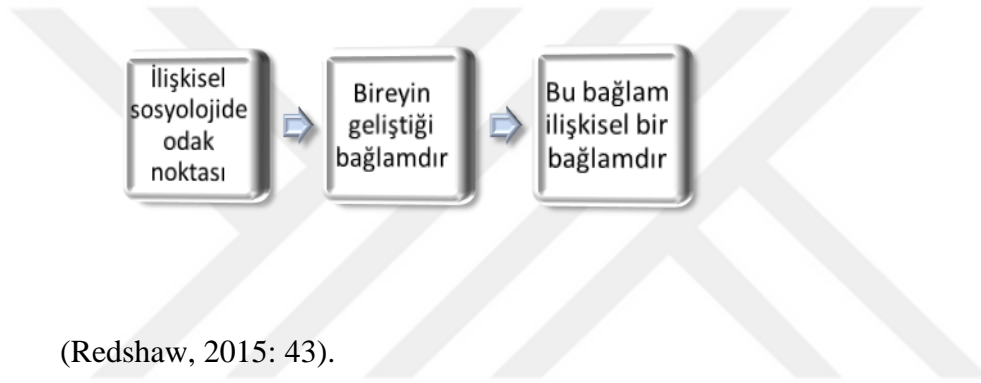 İlişkisel
sosyolojide
odak
noktası
Bireyin
geliştiği
bağlamdır
Bu bağlam
ilişkisel bir
bağlamdır
(Redshaw, 2015: 43).